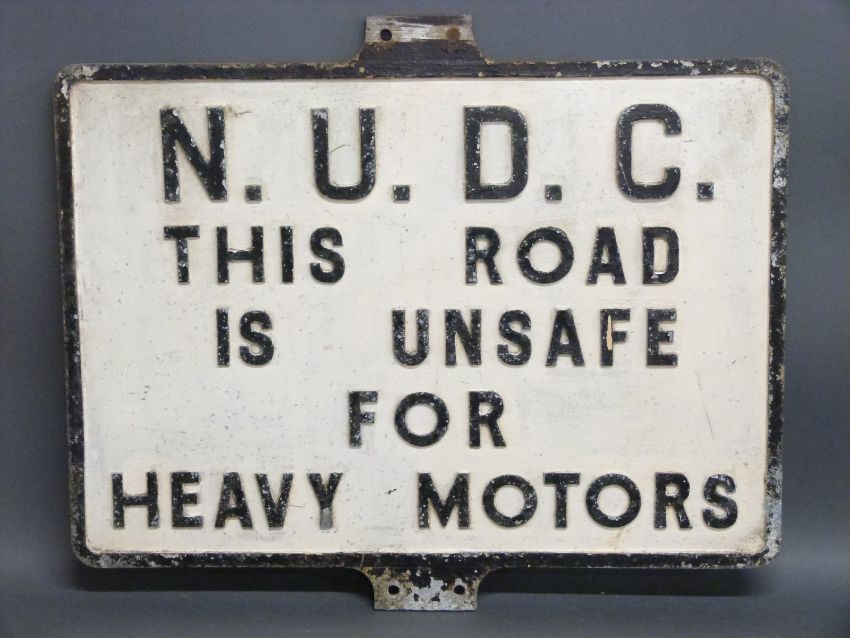 N. U. D. C.
THIS ROAD
IS UNSAFE
FOR
HEAVY MOTORS